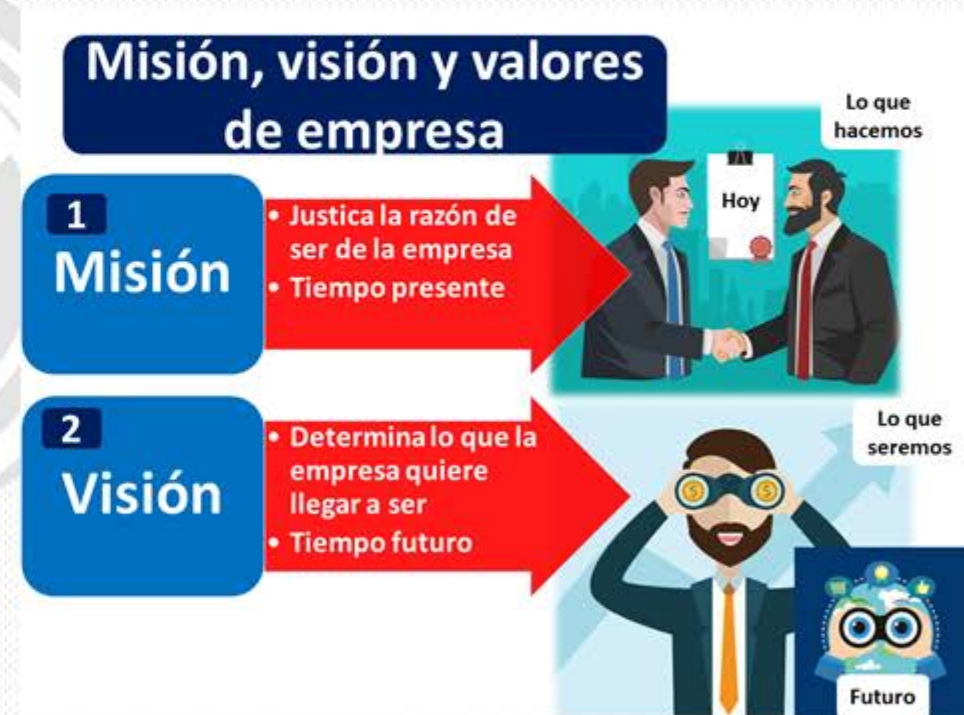 Misión, visión y valores
de empresa
Lo que
hacemos
Hoy
1
Misión
• Justica la razón de
ser de la empresa
• Tiempo presente
2
Visión
• Determina lo que la
empresa quiere
llegar a ser
• Tiempo futuro
Lo que
seremos
Futuro